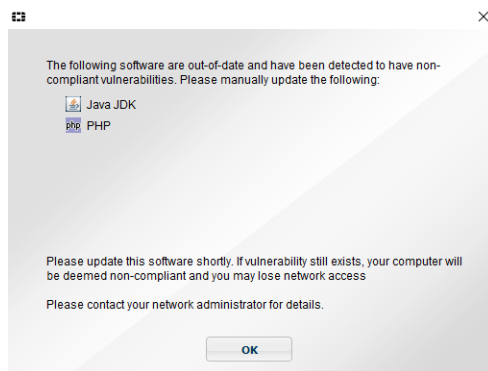 The following software are out-of-date and have been detected to have non-
compliant vulnerabilities. Please manually update the following:
Java JDK
php PHP
Please update this software shortly. If vulnerability still exists, your computer will
be deemed non-compliant and you may lose network access
Please contact your network administrator for details.
OK